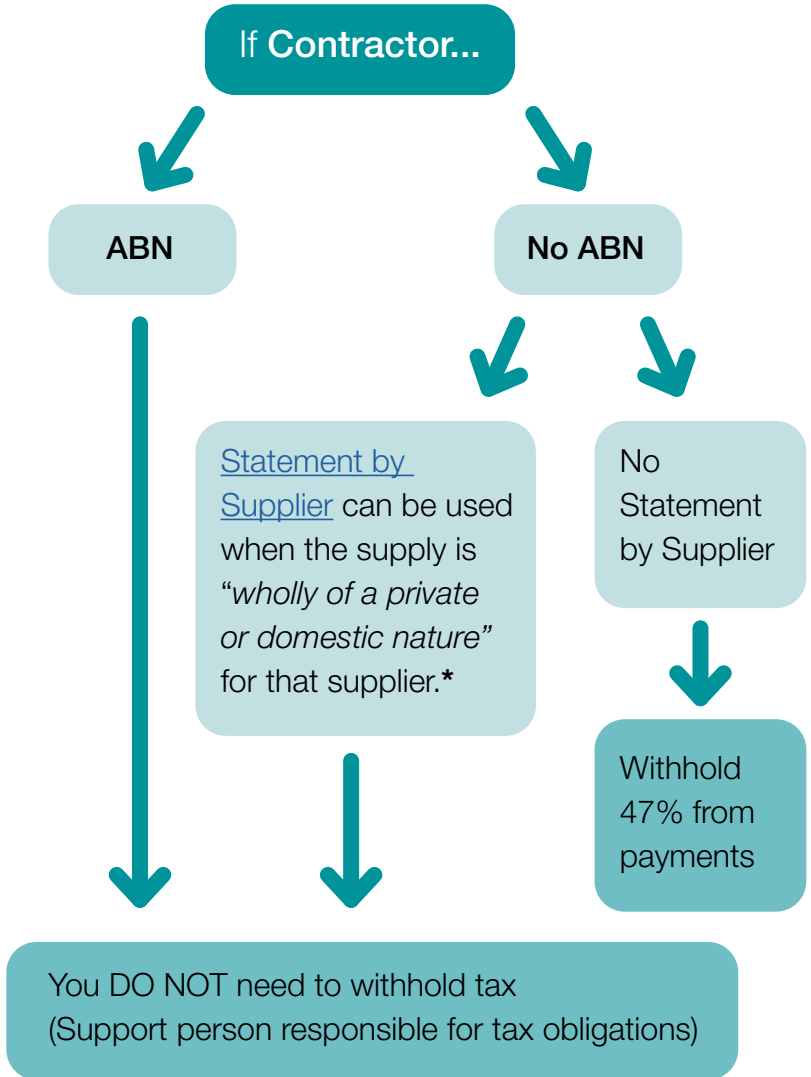 If Contractor...
ABN
No ABN
Statement by
Supplier can be used
when the supply is
“wholly of a private
or domestic nature”
for that supplier.*
No
Statement
by Supplier
Withhold
47% from
payments
You DO NOT need to withhold tax
(Support person responsible for tax obligations)